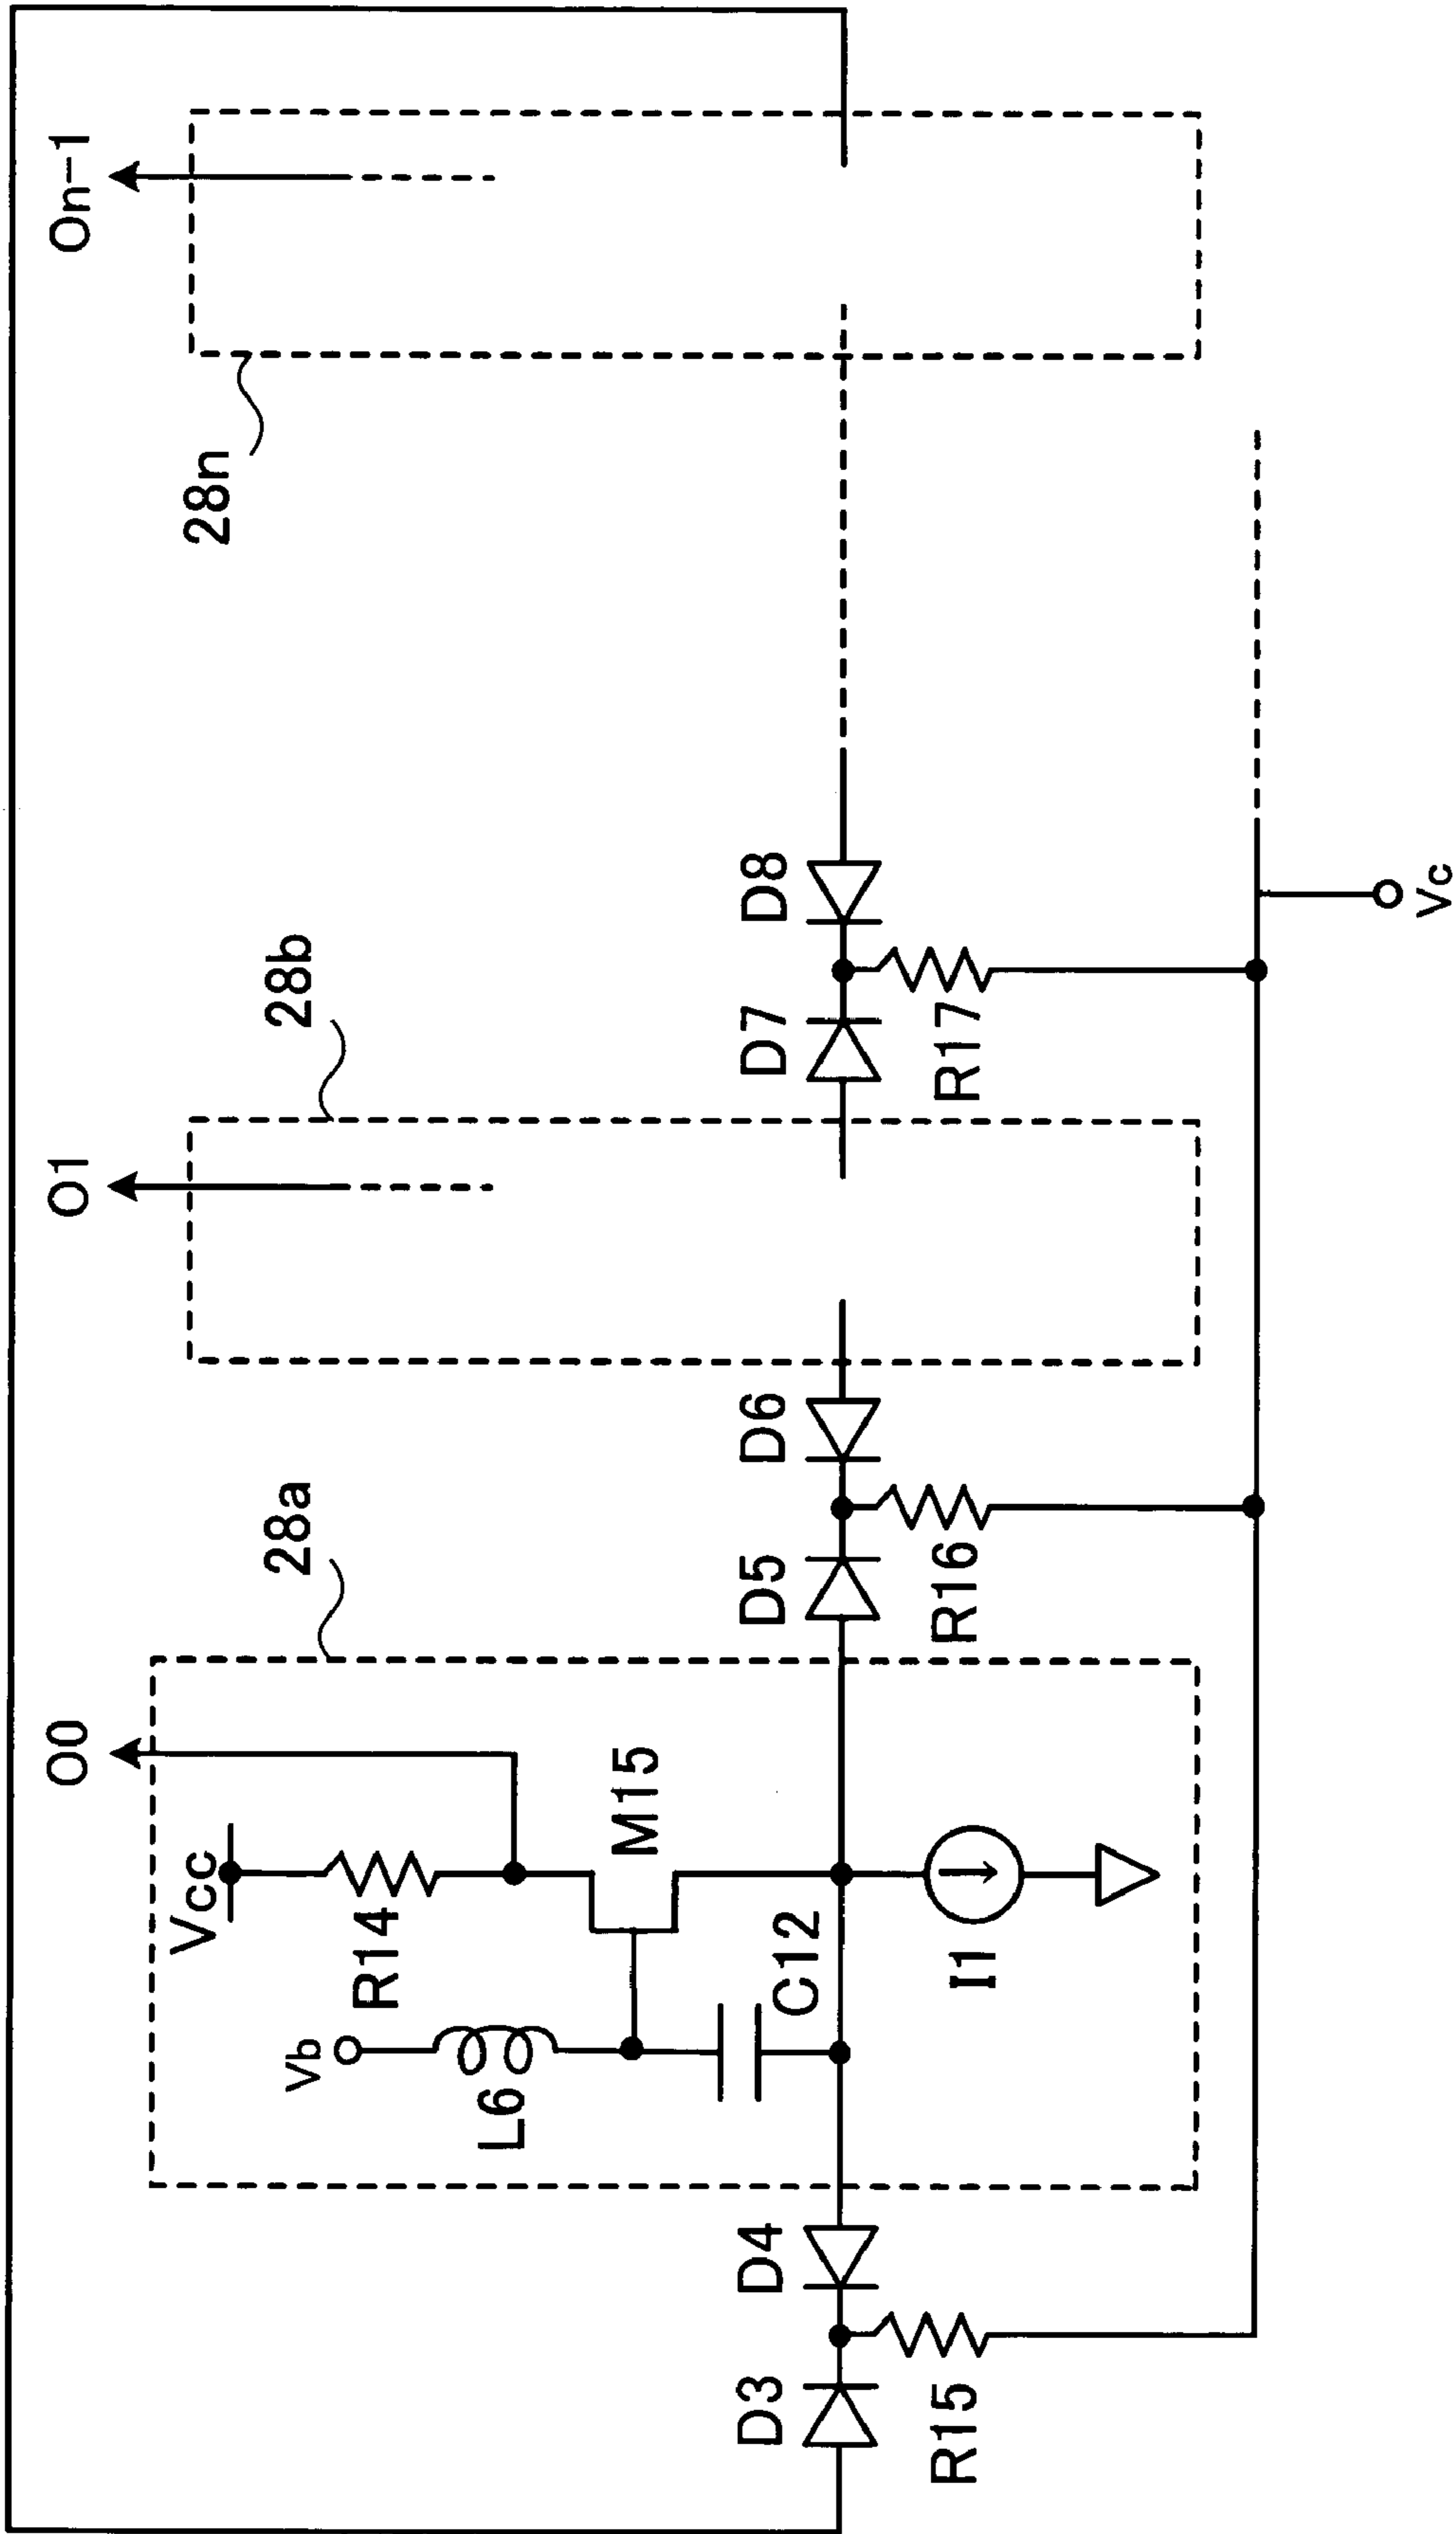 O0
O1
On-1
28a
28b
28n
Vcc
R14
Vb
L6
M15
C12
I1
D3
D4
D5
D6
D7
D8
R15
R16
R17
Vc